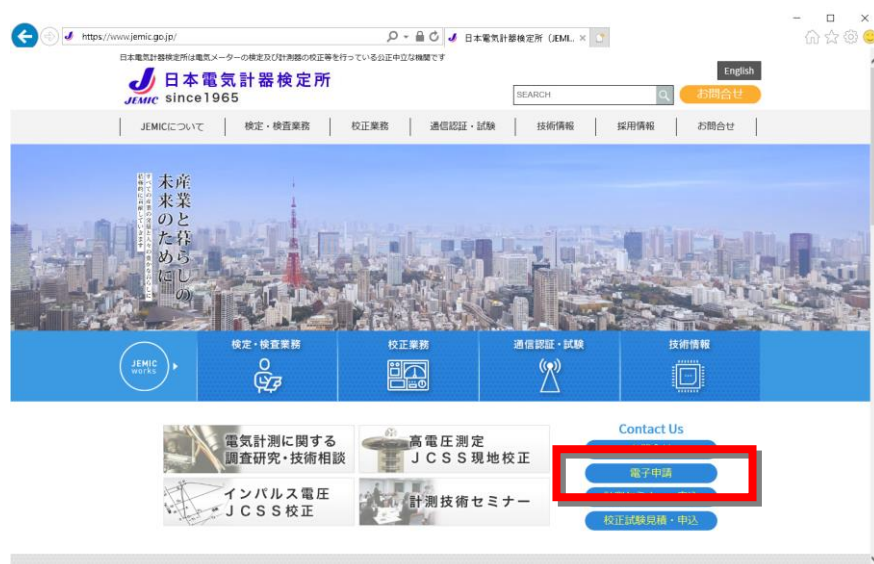 https://www.jemic.go.jp/
日本電気計器検定所 (JEMI...
日本電気計器検定所は電気メーターの検定及び計測器の校正等を行っている公正中立な機関です
English
日本電気計器検定所
JEMIC since1965
SEARCH
お問合せ
JEMICについて
検定・検査業務
校正業務
通信認証・試験
技術情報
採用情報
お問合せ
産業と暮らしの
未来のために
JEMIC works
検定・検査業務
校正業務
通信認証・試験
技術情報
Contact Us
電気計測に関する
調査研究・技術相談
高電圧測定
JCSS現地校正
電子申請
インパルス電圧
JCSS校正
計測技術セミナー
校正試験見積・申込